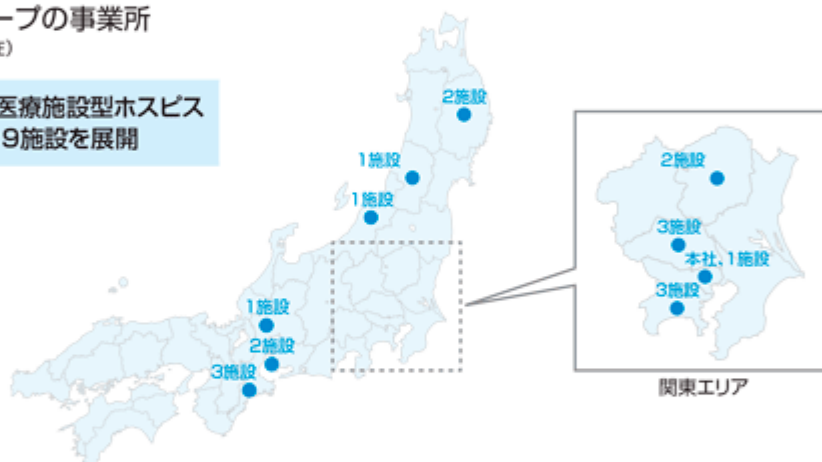 ープの事業所
在）
医療施設型ホスピス
9施設を展開
2施設
1施設
1施設
1施設
2施設
3施設
2施設
3施設
本社、1施設
3施設
関東エリア